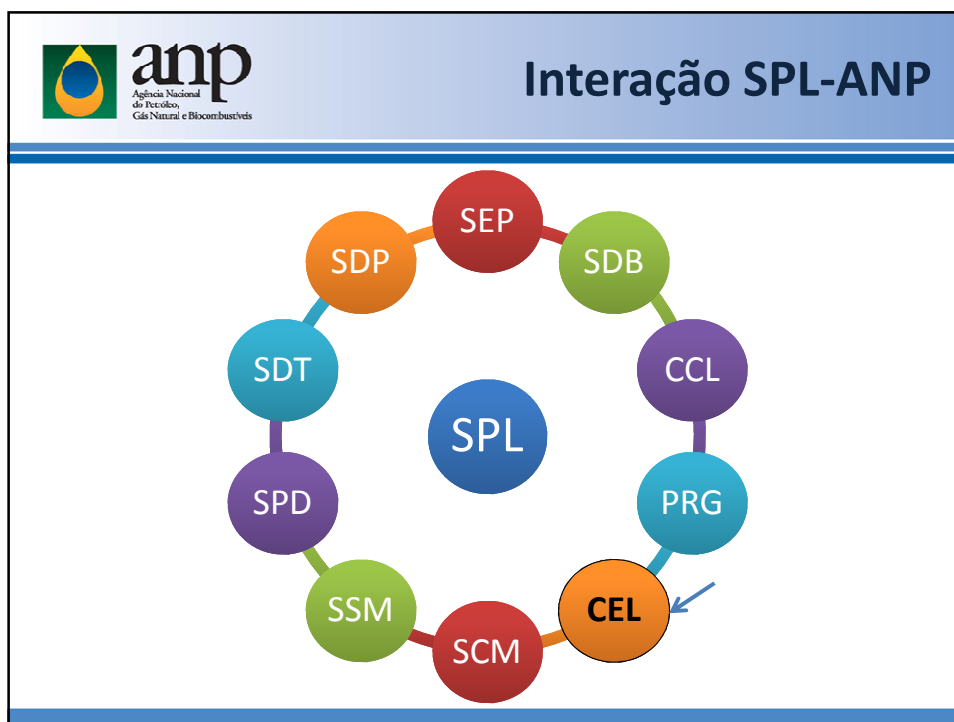 anp
Agência Nacional
do Petróleo,
Gás Natural e Biocombustíveis
Interação SPL-ANP
SEP
SDB
CCL
PRG
CEL
SCM
SSM
SPD
SDT
SDP
SPL